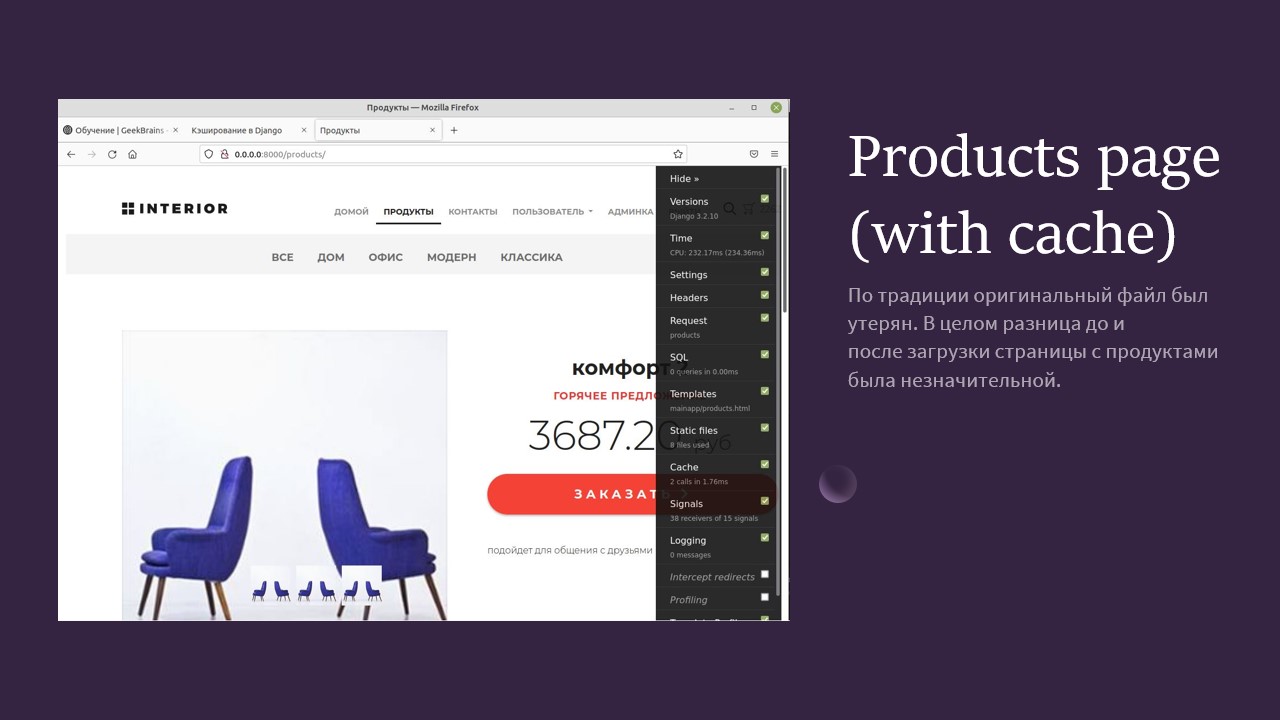 Продукты — Mozilla Firefox
Обучение | GeekBrains
Кэширование в Django
Продукты
0.0.0.0:8000/products/
INTERIOR
ДОМОЙ ПРОДУКТЫ КОНТАКТЫ ПОЛЬЗОВАТЕЛЬ АДМИНКА
ВСЕ ДОМ ОФИС МОДЕРН КЛАССИКА
комфорт
ГОРЯЧЕЕ
3687.20 руб
ЗАКАЗАТЬ
подойдет для общения с друзьями
Hide »
Versions
Django 3.2.10
Time
CPU: 232.17ms (234.36ms)
Settings
Headers
Request
products
SQL
0 queries in 0.00ms
Templates
mainapp/products.html
Static files
8 files used
Cache
2 calls in 1.76ms
Signals
38 receivers of 15 signals
Logging
0 messages
Intercept redirects
Profiling
Products page
(with cache)
По традиции оригинальный файл был
утерян. В целом разница до и
после загрузки страницы с продуктами
была незначительной.